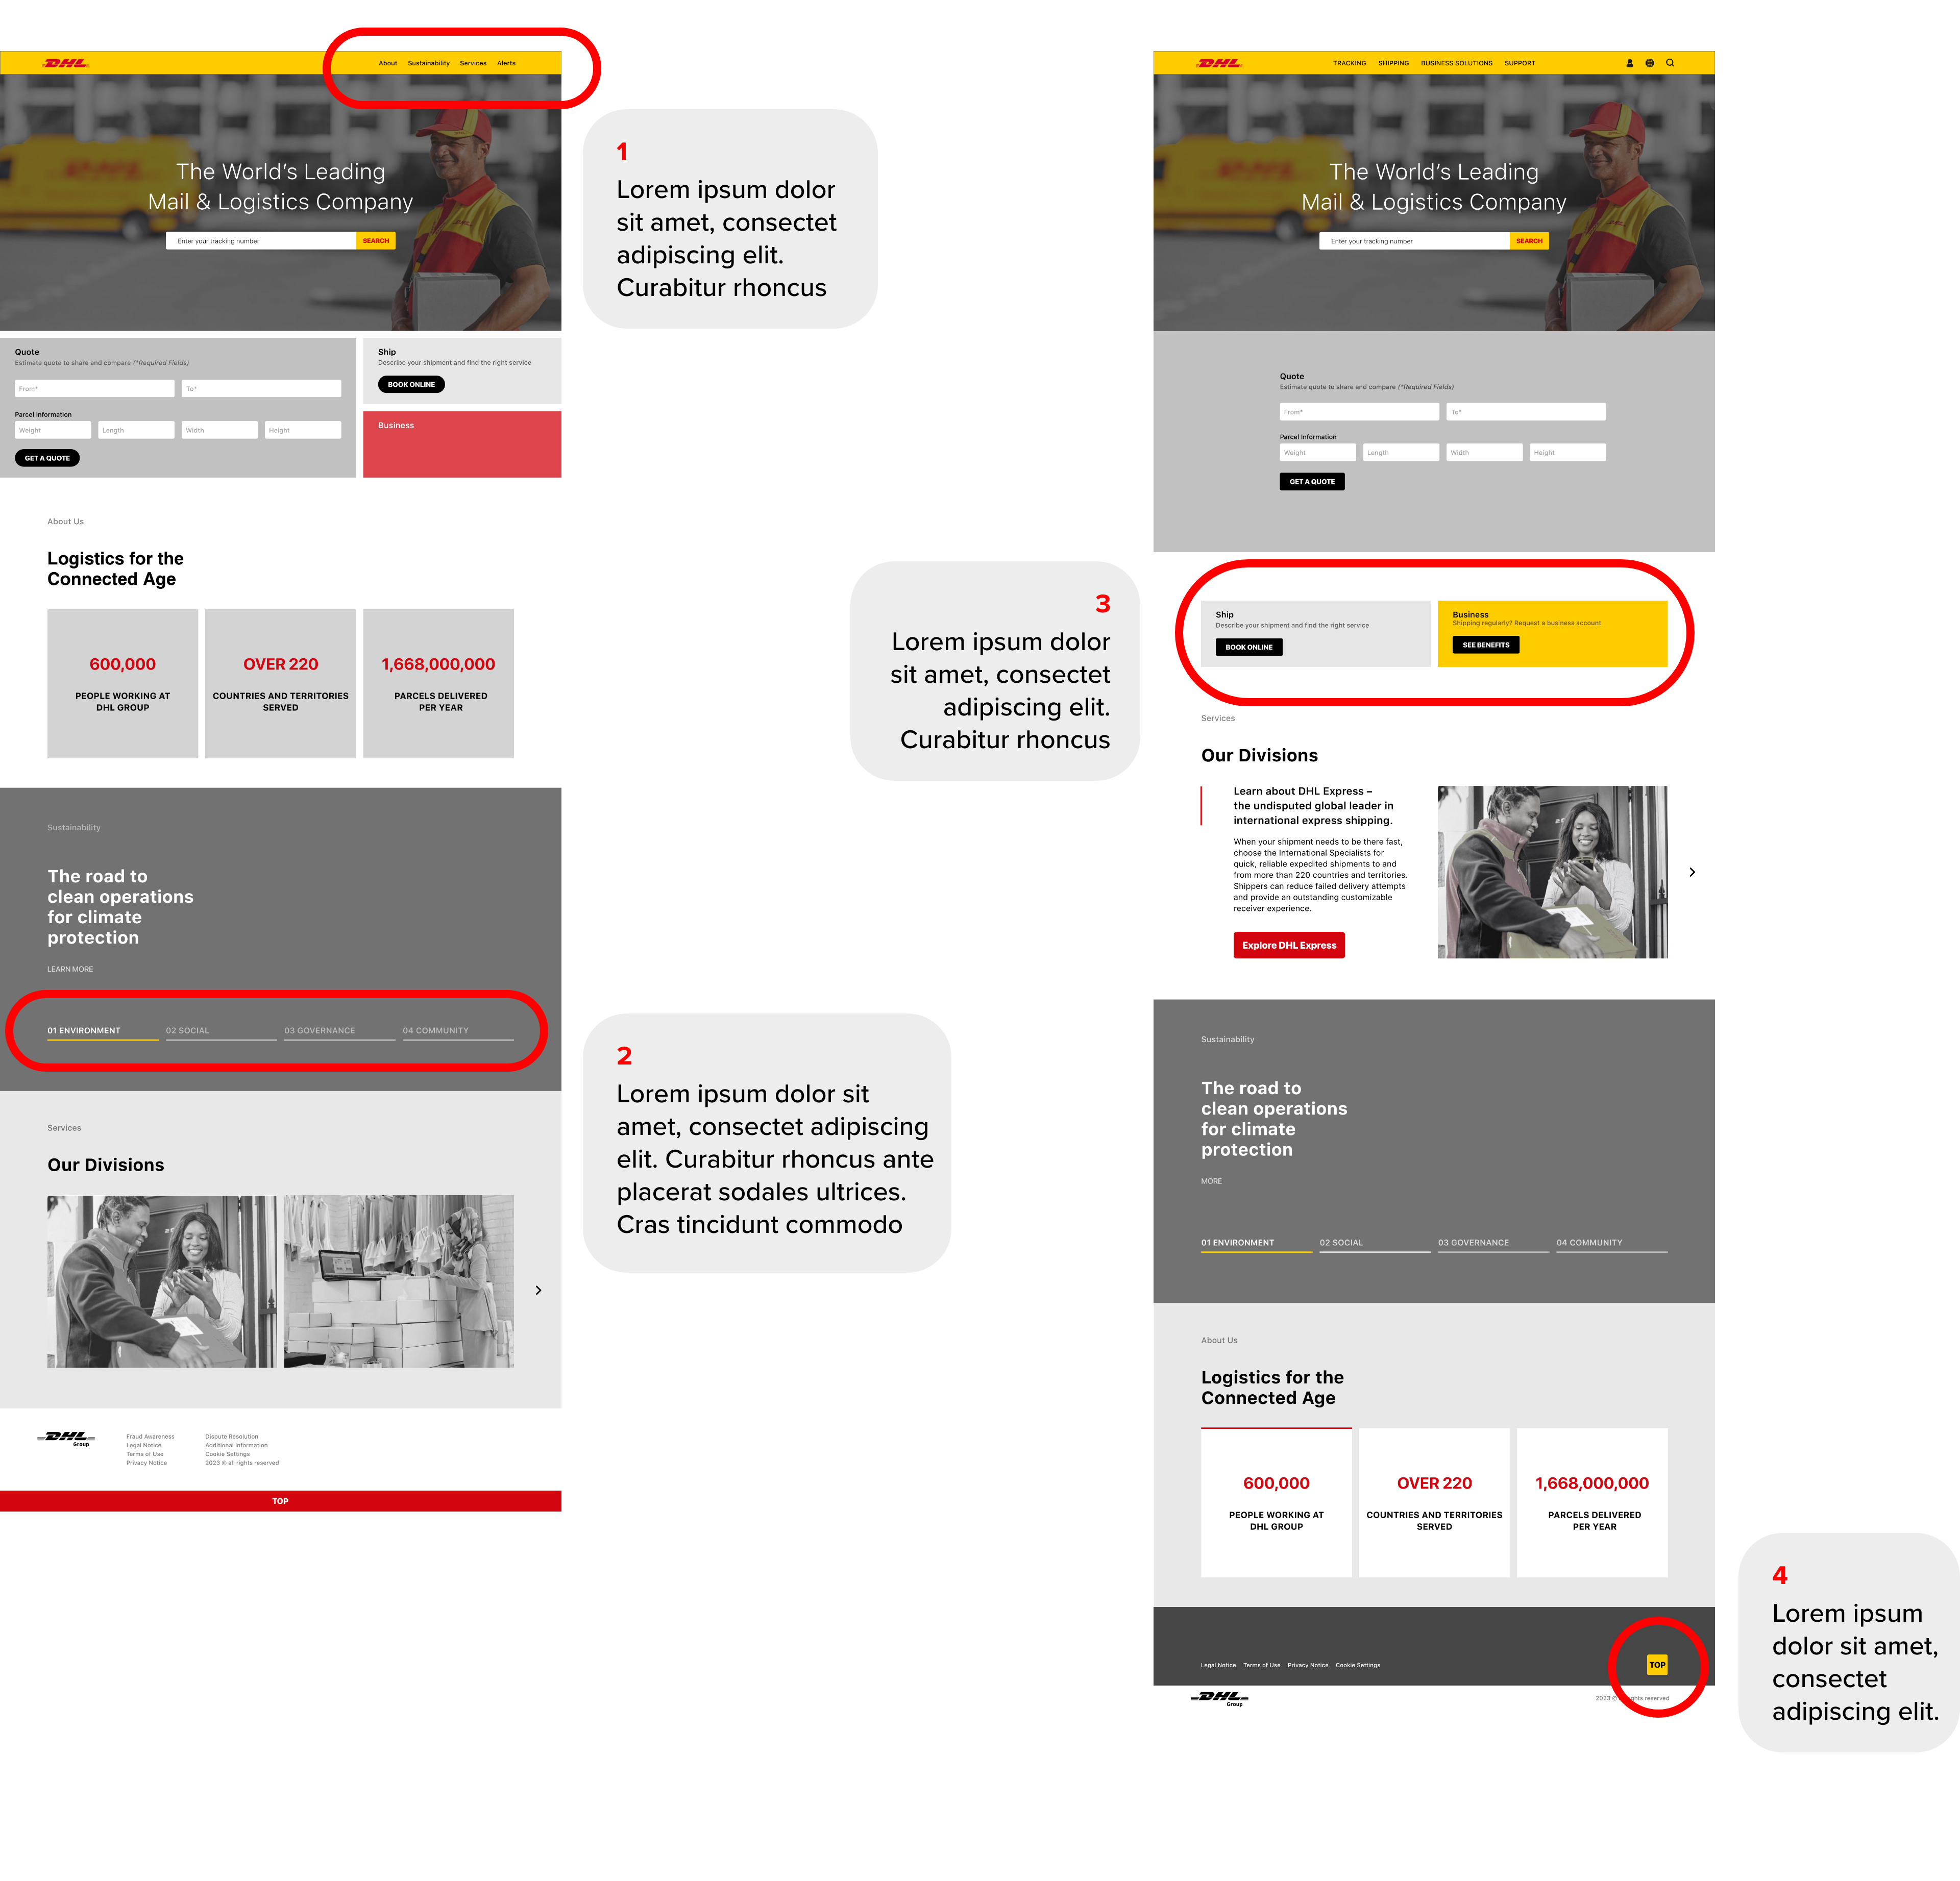 DHL
About Sustainability Services Alerts
The World's Leading
Mail & Logistics Company
Enter your tracking number SEARCH
Quote
Estimate quote to share and compare (*Required Fields)
From* To*
Parcel Information
Weight Length Width Height
GET A QUOTE
Ship
Describe your shipment and find the right service
BOOK ONLINE
Business
About Us
Logistics for the
Connected Age
600,000
PEOPLE WORKING AT
DHL GROUP
OVER 220
COUNTRIES AND TERRITORIES
SERVED
1,668,000,000
PARCELS DELIVERED
PER YEAR
Sustainability
The road to
clean operations
for climate
protection
LEARN MORE
01 ENVIRONMENT 02 SOCIAL 03 GOVERNANCE 04 COMMUNITY
Services
Our Divisions
DHL
Group
Fraud Awareness
Legal Notice
Terms of Use
Privacy Notice
Dispute Resolution
Additional Information
Cookie Settings
2023 © all rights reserved
TOP
1
Lorem ipsum dolor
sit amet, consectet
adipiscing elit.
Curabitur rhoncus
2
Lorem ipsum dolor sit
amet, consectet adipiscing
elit. Curabitur rhoncus ante
placerat sodales ultrices.
Cras tincidunt commodo
3
Lorem ipsum dolor
sit amet, consectet
adipiscing elit.
Curabitur rhoncus
DHL
TRACKING SHIPPING BUSINESS SOLUTIONS SUPPORT
The World's Leading
Mail & Logistics Company
Enter your tracking number SEARCH
Quote
Estimate quote to share and compare (*Required Fields)
From* To*
Parcel Information
Weight Length Width Height
GET A QUOTE
Ship
Describe your shipment and find the right service
BOOK ONLINE
Business
Shipping regularly? Request a business account
SEE BENEFITS
Services
Our Divisions
Learn about DHL Express –
the undisputed global leader in
international express shipping.
When your shipment needs to be there fast,
choose the International Specialists for
quick, reliable expedited shipments to and
from more than 220 countries and territories.
Shippers can reduce failed delivery attempts
and provide an outstanding customizable
receiver experience.
Explore DHL Express
Sustainability
The road to
clean operations
for climate
protection
MORE
01 ENVIRONMENT 02 SOCIAL 03 GOVERNANCE 04 COMMUNITY
About Us
Logistics for the
Connected Age
600,000
PEOPLE WORKING AT
DHL GROUP
OVER 220
COUNTRIES AND TERRITORIES
SERVED
1,668,000,000
PARCELS DELIVERED
PER YEAR
Legal Notice Terms of Use Privacy Notice Cookie Settings
TOP
DHL
Group
2023 © rights reserved
4
Lorem ipsum
dolor sit amet,
consectet
adipiscing elit.